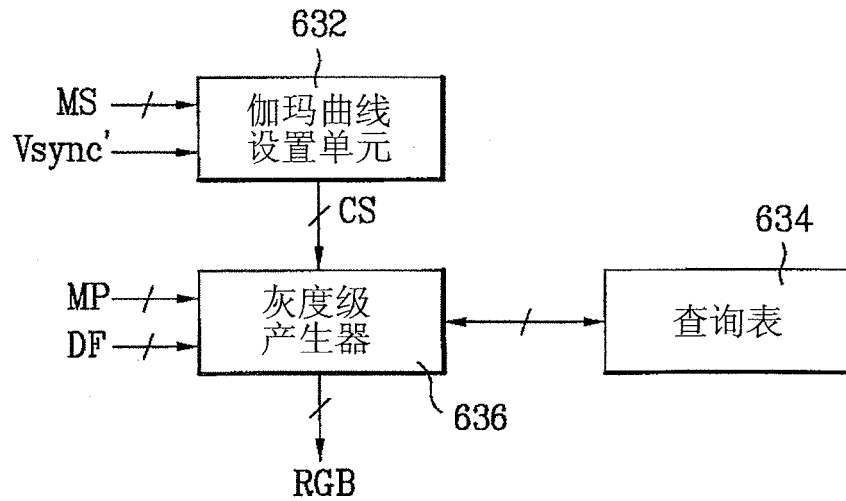 632
MS
Vsync'
伽玛曲线
设置单元
CS
634
MP
DF
灰度级
产生器
查询表
636
RGB